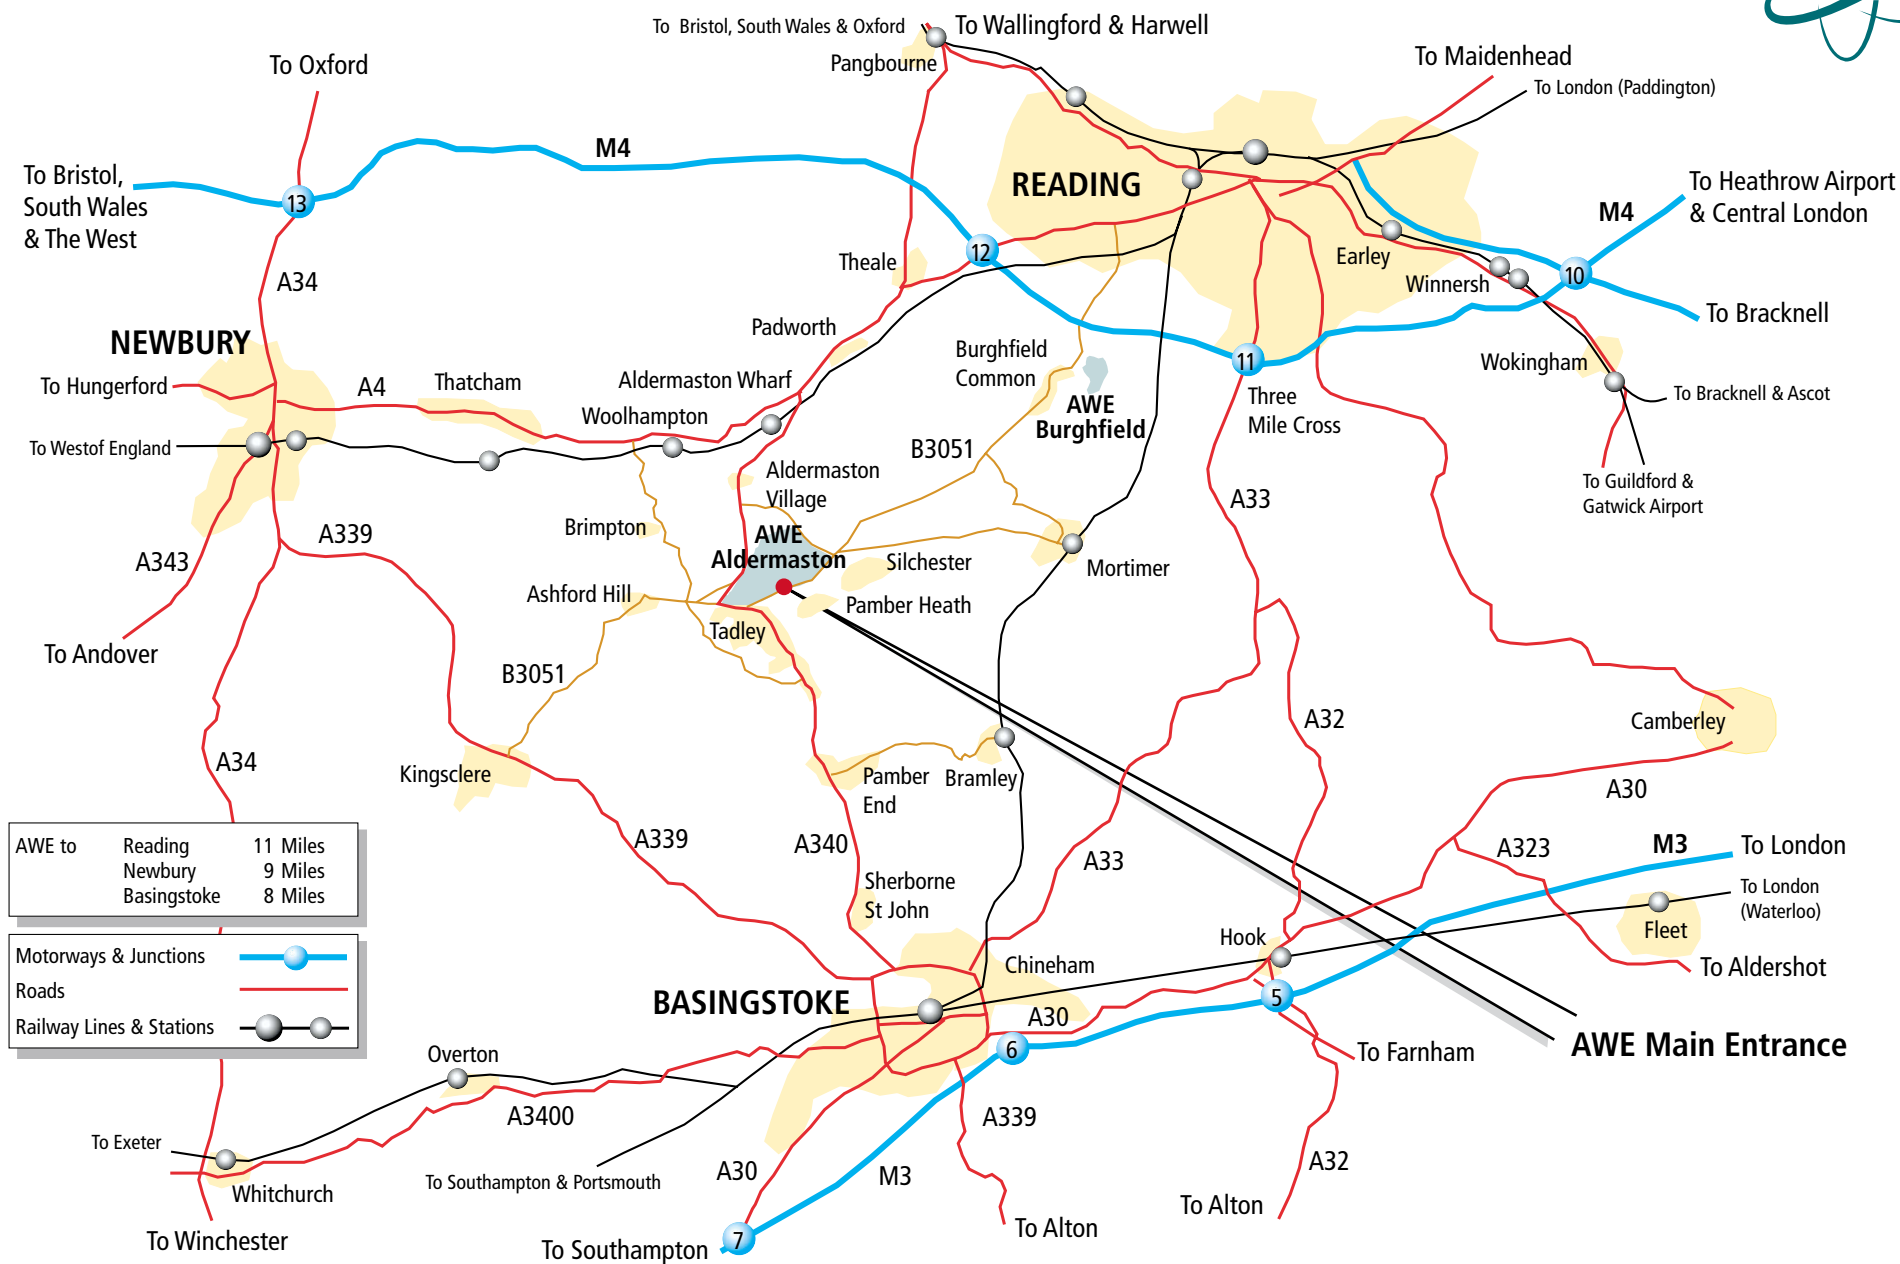 To Bristol, South Wales & Oxford
To Wallingford & Harwell
Pangbourne
To Oxford
To Maidenhead
To London (Paddington)
M4
To Bristol,
South Wales
& The West
13
READING
To Heathrow Airport
& Central London
M4
12
Theale
Earley
Winnersh
10
A34
To Bracknell
NEWBURY
Padworth
Burghfield
Common
11
Wokingham
To Hungerford
A4
Thatcham
Aldermaston Wharf
Woolhampton
AWE
Burghfield
Three
Mile Cross
To Bracknell & Ascot
To Westof England
B3051
Aldermaston
Village
A33
To Guildford &
Gatwick Airport
Brimpton
AWE
Aldermaston
A339
A343
Silchester
Mortimer
Ashford Hill
Pamber Heath
Tadley
To Andover
B3051
A32
Camberley
A34
Kingsclere
Pamber
End
Bramley
A30
AWE to Reading 11 Miles
Newbury 9 Miles
Basingstoke 8 Miles
A339
A340
A33
A323
M3
To London
To London
(Waterloo)
Sherborne
St John
Hook
Fleet
Motorways & Junctions
Roads
Railway Lines & Stations
Chineham
To Aldershot
BASINGSTOKE
5
A30
6
To Farnham
AWE Main Entrance
Overton
A3400
A339
To Exeter
Whitchurch
To Southampton & Portsmouth
A30
M3
A32
To Alton
To Alton
To Winchester
To Southampton
7